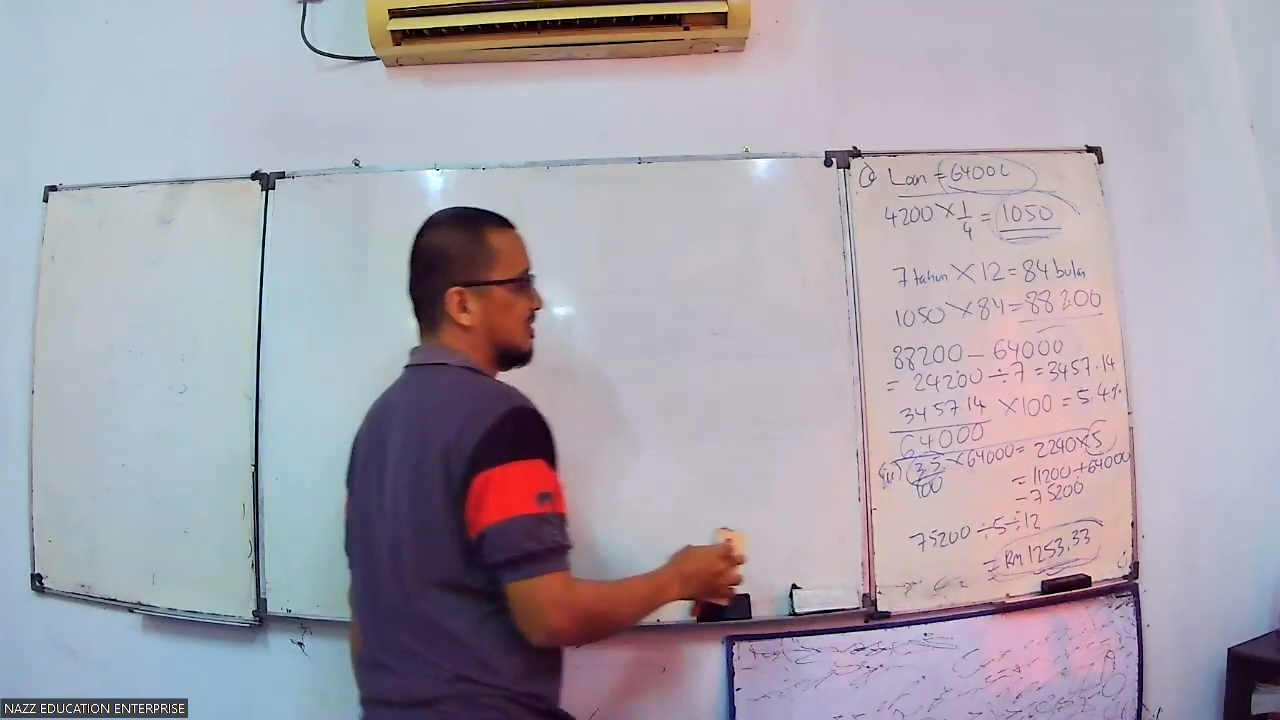 Loan = 64000
4200 × 1/4 = 1050
7 tahun × 12 = 84 bula
1050 × 84 = 88200
88200 - 64000
= 24200 ÷ 7 = 3457.14
3457.14/64000 × 100 = 5.4%
3.5/100 × 64000 = 2240 × 5
= 11200 + 64000
= 75200
75200 ÷ 5 ÷ 12
= RM 1253.33
NAZZ EDUCATION ENTERPRISE